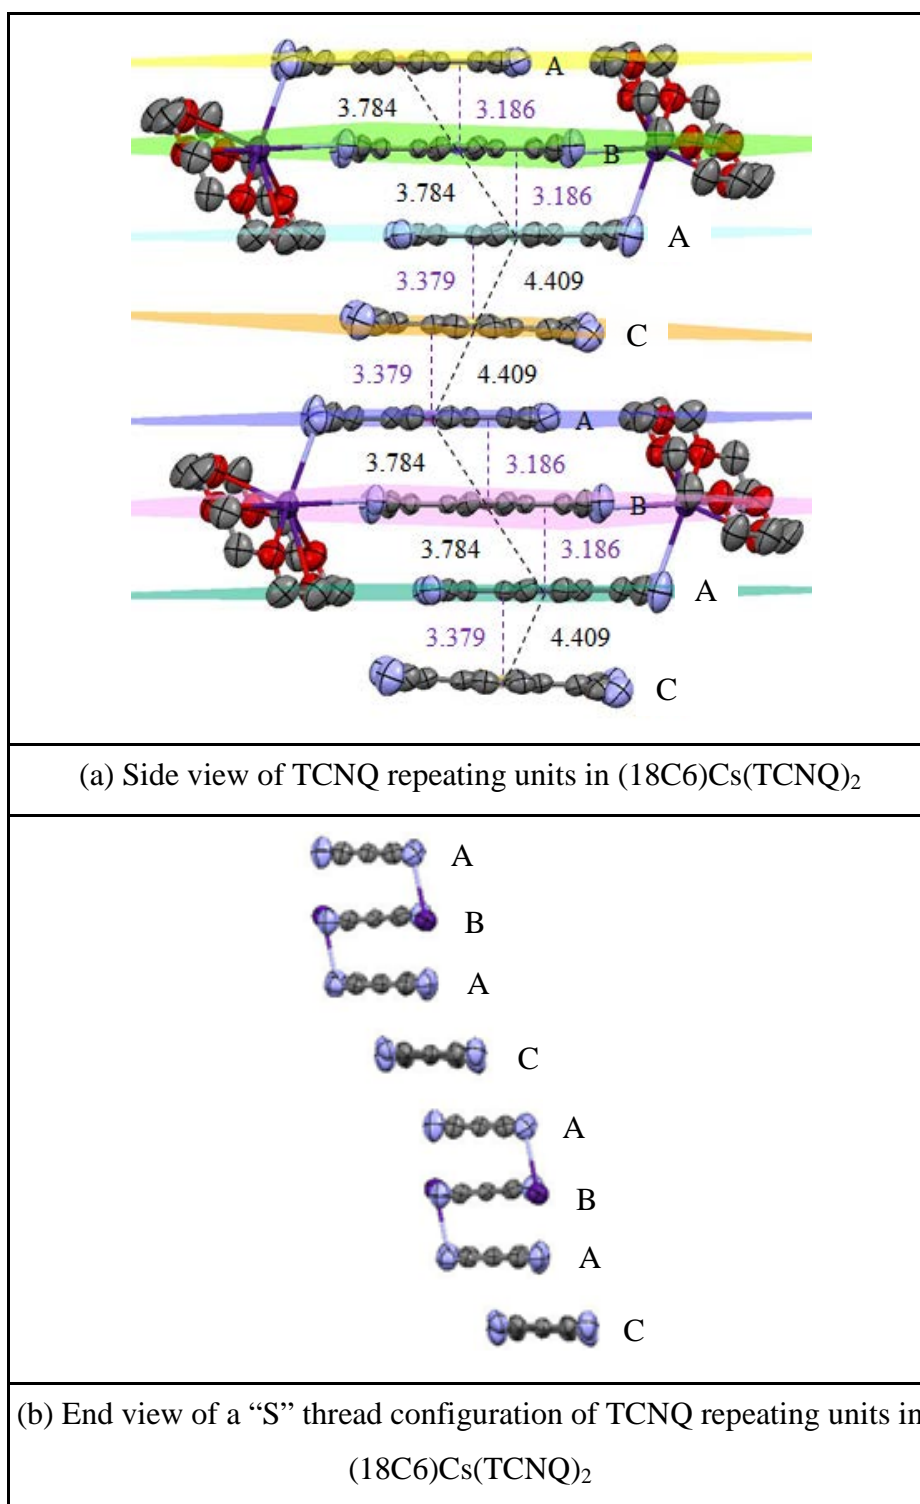 A
3.784 3.186
B
3.784 3.186
A
3.379 4.409
C
3.379 4.409
A
3.784 3.186
B
3.784 3.186
A
3.379 4.409
C
(a) Side view of TCNQ repeating units in (18C6)Cs(TCNQ)₂
A
B
A
C
A
B
A
C
(b) End view of a “S” thread configuration of TCNQ repeating units in
(18C6)Cs(TCNQ)₂